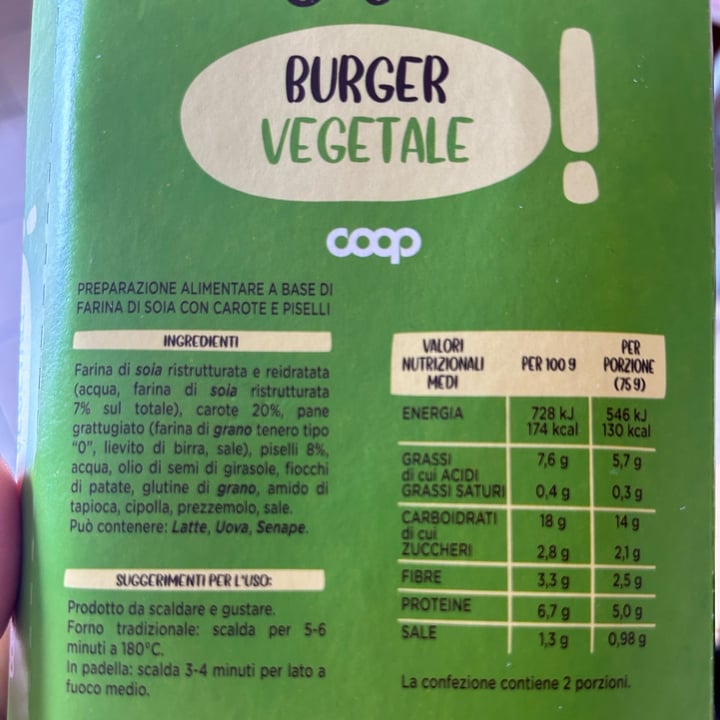 BURGER
VEGETALE
coop
PREPARAZIONE ALIMENTARE A BASE DI
FARINA DI SOIA CON CAROTE E PISELLI
INGREDIENTI
Farina di soia ristrutturata e reidratata
(acqua, farina di soia ristrutturata
7% sul totale), carote 20%, pane
grattugiato (farina di grano tenero tipo
"0", lievito di birra, sale), piselli 8%,
acqua, olio di semi di girasole, fiocchi
di patate, glutine di grano, amido di
tapioca, cipolla, prezzemolo, sale.
Può contenere: Latte, Uova, Senape.
SUGGERIMENTI PER L'USO:
Prodotto da scaldare e gustare.
Forno tradizionale: scalda per 5-6
minuti a 180°C.
In padella: scalda 3-4 minuti per lato a
fuoco medio.
VALORI
NUTRIZIONALI
MEDI
PER 100 g
PER
PORZIONE
(75 g)
ENERGIA
728 kJ 546 kJ
174 kcal 130 kcal
GRASSI 7,6 g 5,7 g
di cui ACIDI
GRASSI SATURI 0,4 g 0,3 g
CARBOIDRATI 18 g 14 g
di cui
ZUCCHERI 2,8 g 2,1 g
FIBRE 3,3 g 2,5 g
PROTEINE 6,7 g 5,0 g
SALE 1,3 g 0,98 g
La confezione contiene 2 porzioni.